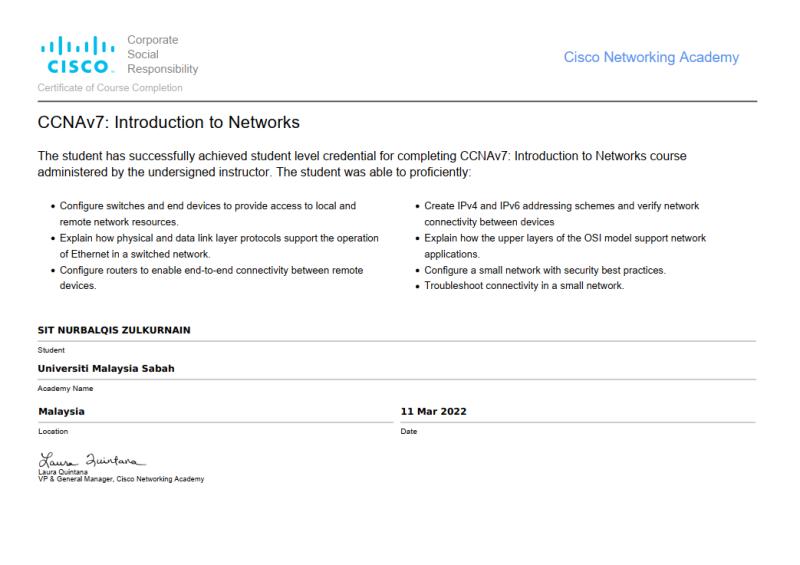 Corporate
Social
Responsibility
CISCO
Cisco Networking Academy
Certificate of Course Completion
CCNAv7: Introduction to Networks
The student has successfully achieved student level credential for completing CCNAv7: Introduction to Networks course
administered by the undersigned instructor. The student was able to proficiently:
• Configure switches and end devices to provide access to local and
remote network resources.
• Explain how physical and data link layer protocols support the operation
of Ethernet in a switched network.
• Configure routers to enable end-to-end connectivity between remote
devices.
• Create IPv4 and IPv6 addressing schemes and verify network
connectivity between devices
• Explain how the upper layers of the OSI model support network
applications.
• Configure a small network with security best practices.
• Troubleshoot connectivity in a small network.
SIT NURBALQIS ZULKURNAIN
Student
Universiti Malaysia Sabah
Academy Name
Malaysia
Location
11 Mar 2022
Date
Laura Quintana
Laura Quintana
VP & General Manager, Cisco Networking Academy